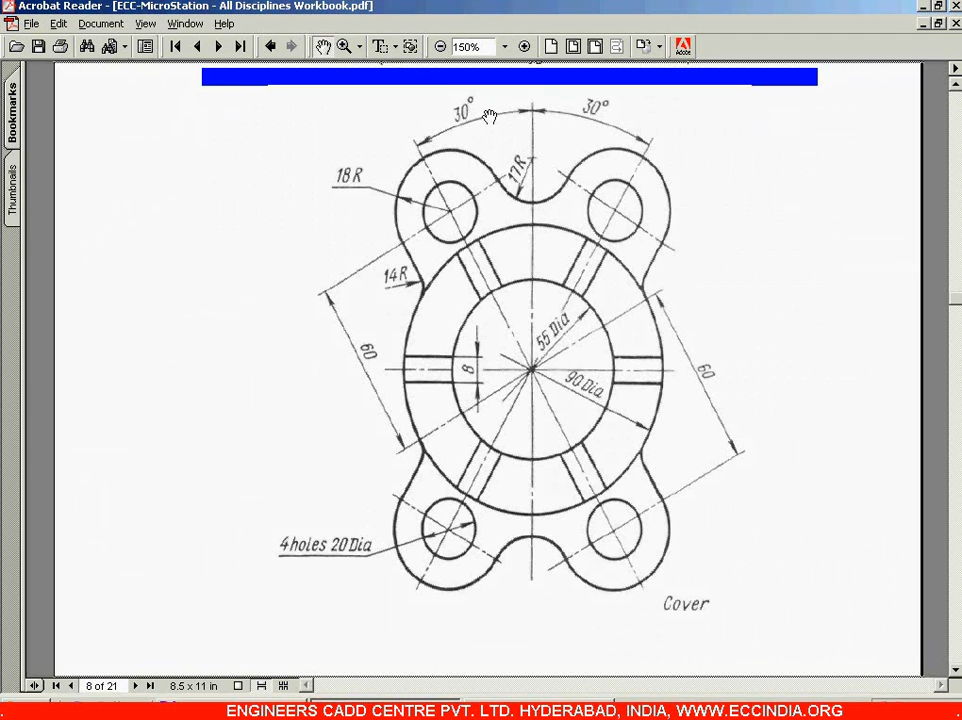 Acrobat Reader - [ECC-MicroStation - All Disciplines Workbook.pdf]
File Edit Document View Window Help
150%
Adobe
Bookmarks
Thumbnails
30° 30°
17R
18 R
14 R
55 Dia
60
8
90 Dia
60
4 holes 20 Dia
Cover
8 of 21 8.5 x 11 in
ENGINEERS CADD CENTRE PVT. LTD. HYDERABAD, INDIA, WWW.ECCINDIA.ORG